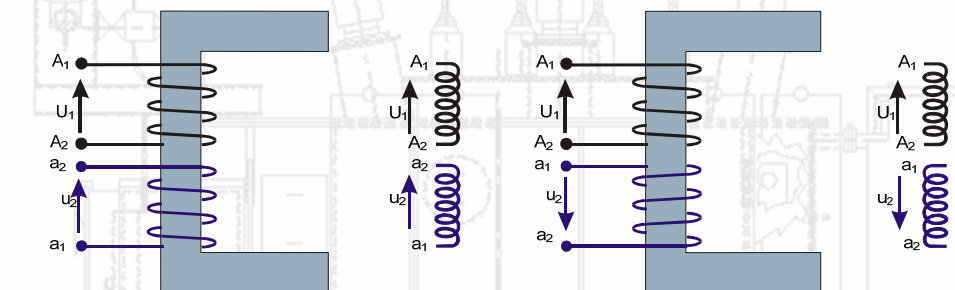 A₁ A₁ A₁ A₁
U₁ U₁ U₁ U₁
A₂ A₂ A₂ A₂
a₂ a₂ a₁ a₁
u₂ u₂ u₂ u₂
a₁ a₁ a₂ a₂